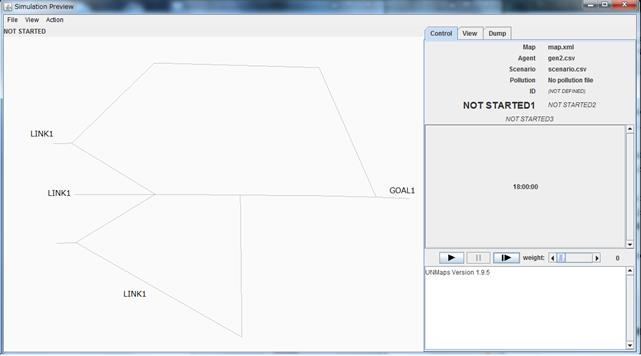 Simulation Preview
File View Action
NOT STARTED
LINK1
LINK1
GOAL1
LINK1
Control View Dump
Map map.xml
Agent gen2.csv
Scenario scenario.csv
Pollution No pollution file
ID (NOT DEFINED)
NOT STARTED1 NOT STARTED2
NOT STARTED3
18:00:00
weight: 0
UNMaps Version 1.9.5